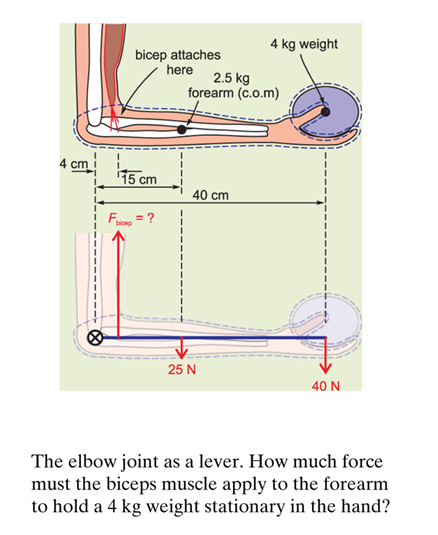 4 kg weight
bicep attaches
here
2.5 kg
forearm (c.o.m)
4 cm
15 cm
40 cm
Fbicep = ?
25 N
40 N
The elbow joint as a lever. How much force
must the biceps muscle apply to the forearm
to hold a 4 kg weight stationary in the hand?